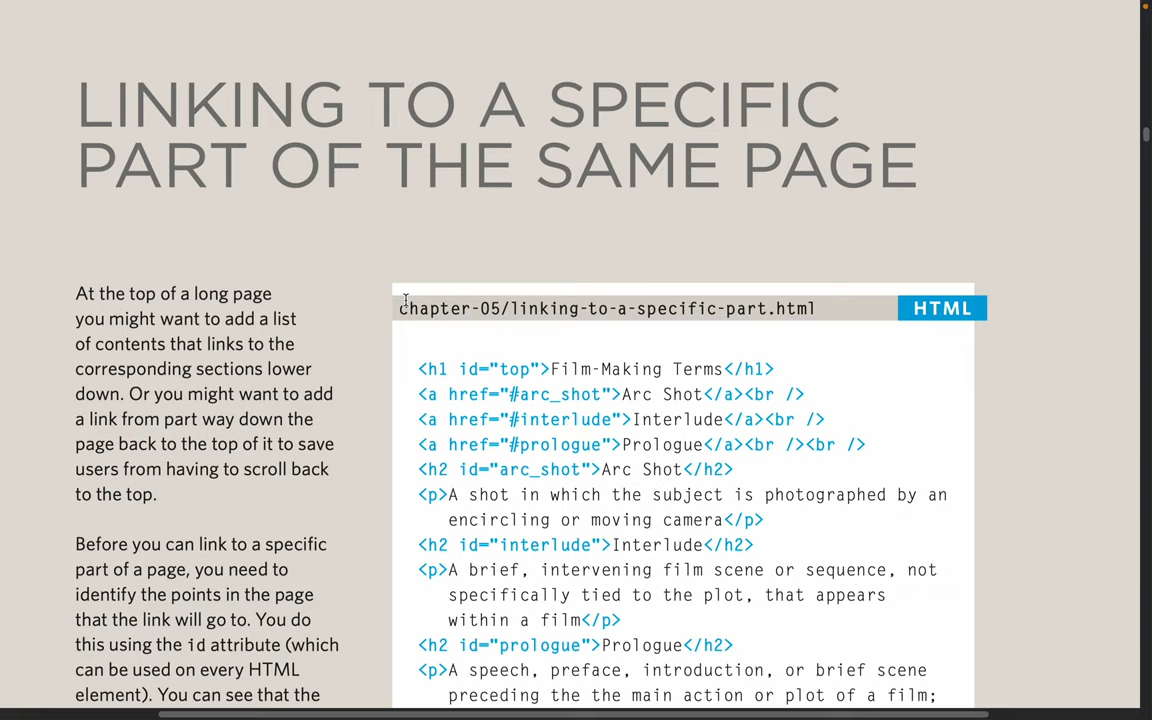 LINKING TO A SPECIFIC
PART OF THE SAME PAGE
At the top of a long page
you might want to add a list
of contents that links to the
corresponding sections lower
down. Or you might want to add
a link from part way down the
page back to the top of it to save
users from having to scroll back
to the top.
Before you can link to a specific
part of a page, you need to
identify the points in the page
that the link will go to. You do
this using the id attribute (which
can be used on every HTML
element). You can see that the
chapter-05/linking-to-a-specific-part.html
HTML
<h1 id="top">Film-Making Terms</h1>
<a href="#arc_shot">Arc Shot</a><br />
<a href="#interlude">Interlude</a><br />
<a href="#prologue">Prologue</a><br /><br />
<h2 id="arc_shot">Arc Shot</h2>
<p>A shot in which the subject is photographed by an
encircling or moving camera</p>
<h2 id="interlude">Interlude</h2>
<p>A brief, intervening film scene or sequence, not
specifically tied to the plot, that appears
within a film</p>
<h2 id="prologue">Prologue</h2>
<p>A speech, preface, introduction, or brief scene
preceding the the main action or plot of a film;